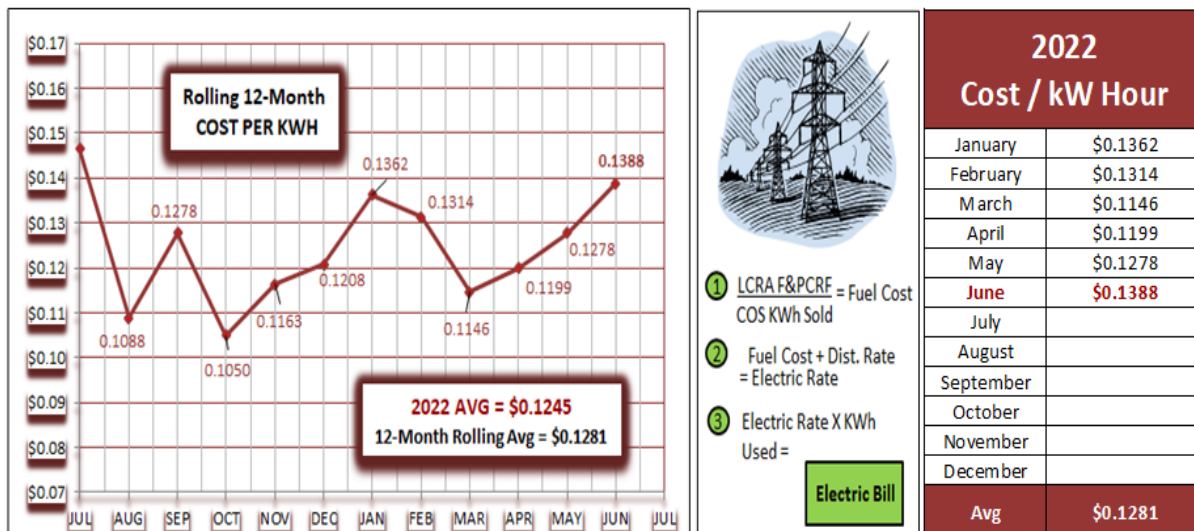 $0.17
$0.16
$0.15
$0.14
$0.13
$0.12
$0.11
$0.10
$0.09
$0.08
$0.07
Rolling 12-Month
COST PER KWH
0.1088
0.1278
0.1050
0.1163
0.1208
0.1362
0.1314
0.1146
0.1199
0.1278
0.1388
2022 AVG = $0.1245
12-Month Rolling Avg = $0.1281
JUL AUG SEP OCT NOV DEC JAN FEB MAR APR MAY JUN JUL
1 LCRA F&PCRF = Fuel Cost
COS KWh Sold
2 Fuel Cost + Dist. Rate
= Electric Rate
3 Electric Rate X KWh
Used =
Electric Bill
2022
Cost / kW Hour
January $0.1362
February $0.1314
March $0.1146
April $0.1199
May $0.1278
June $0.1388
July
August
September
October
November
December
Avg $0.1281